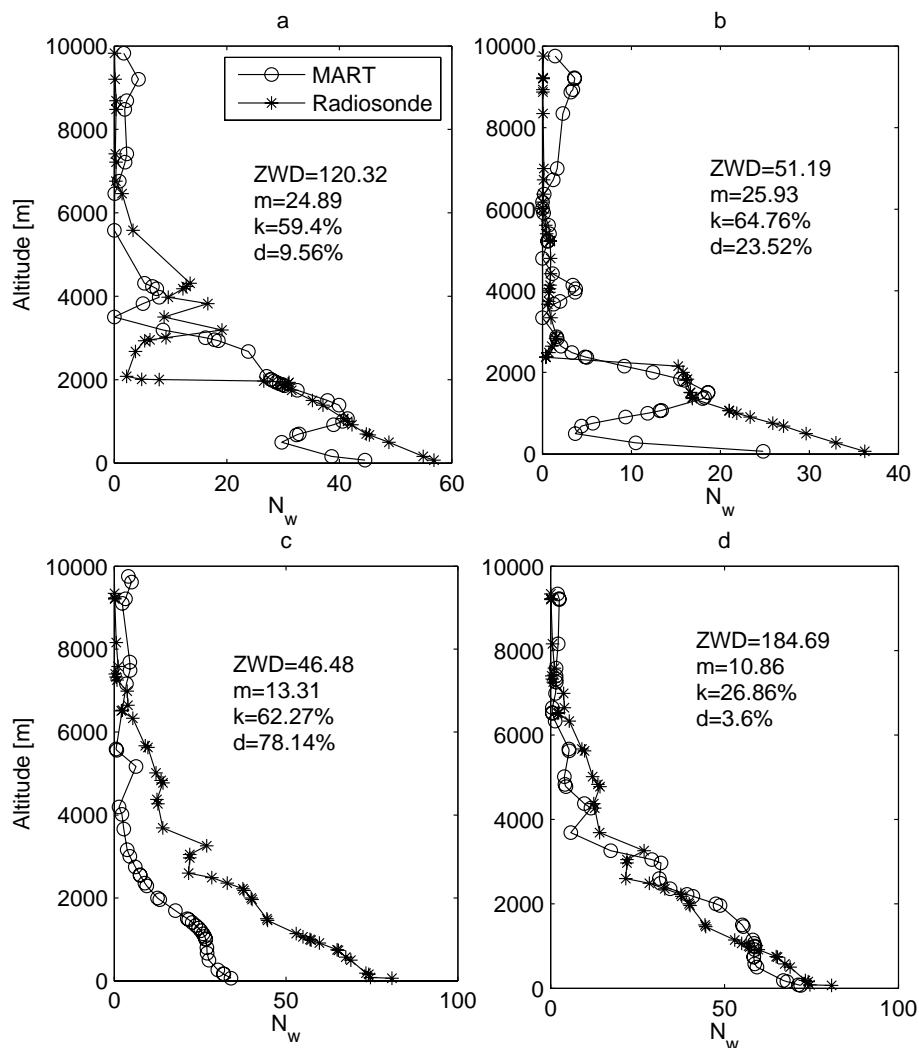 a
10000
8000
6000
4000
2000
0
Altitude [m]
0 20 40 60
N_w
MART
Radiosonde
ZWD=120.32
m=24.89
k=59.4%
d=9.56%
b
10000
8000
6000
4000
2000
0
0 10 20 30 40
N_w
ZWD=51.19
m=25.93
k=64.76%
d=23.52%
c
10000
8000
6000
4000
2000
0
Altitude [m]
0 50 100
N_w
ZWD=46.48
m=13.31
k=62.27%
d=78.14%
d
10000
8000
6000
4000
2000
0
0 50 100
N_w
ZWD=184.69
m=10.86
k=26.86%
d=3.6%